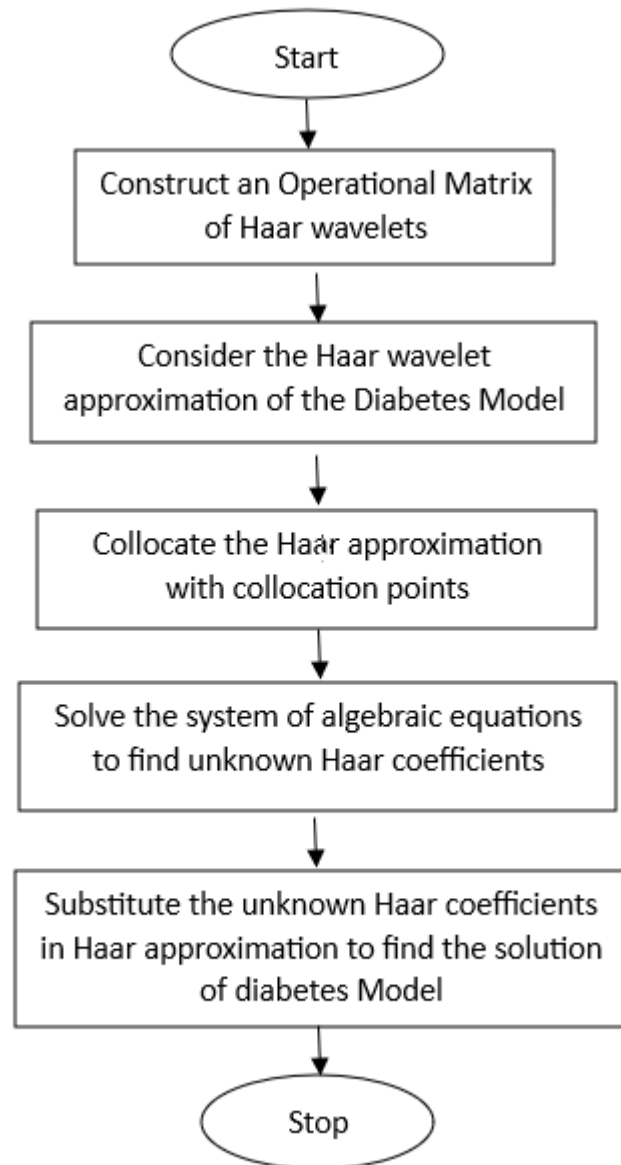 Start
Construct an Operational Matrix
of Haar wavelets
Consider the Haar wavelet
approximation of the Diabetes Model
Collocate the Haar approximation
with collocation points
Solve the system of algebraic equations
to find unknown Haar coefficients
Substitute the unknown Haar coefficients
in Haar approximation to find the solution
of diabetes Model
Stop